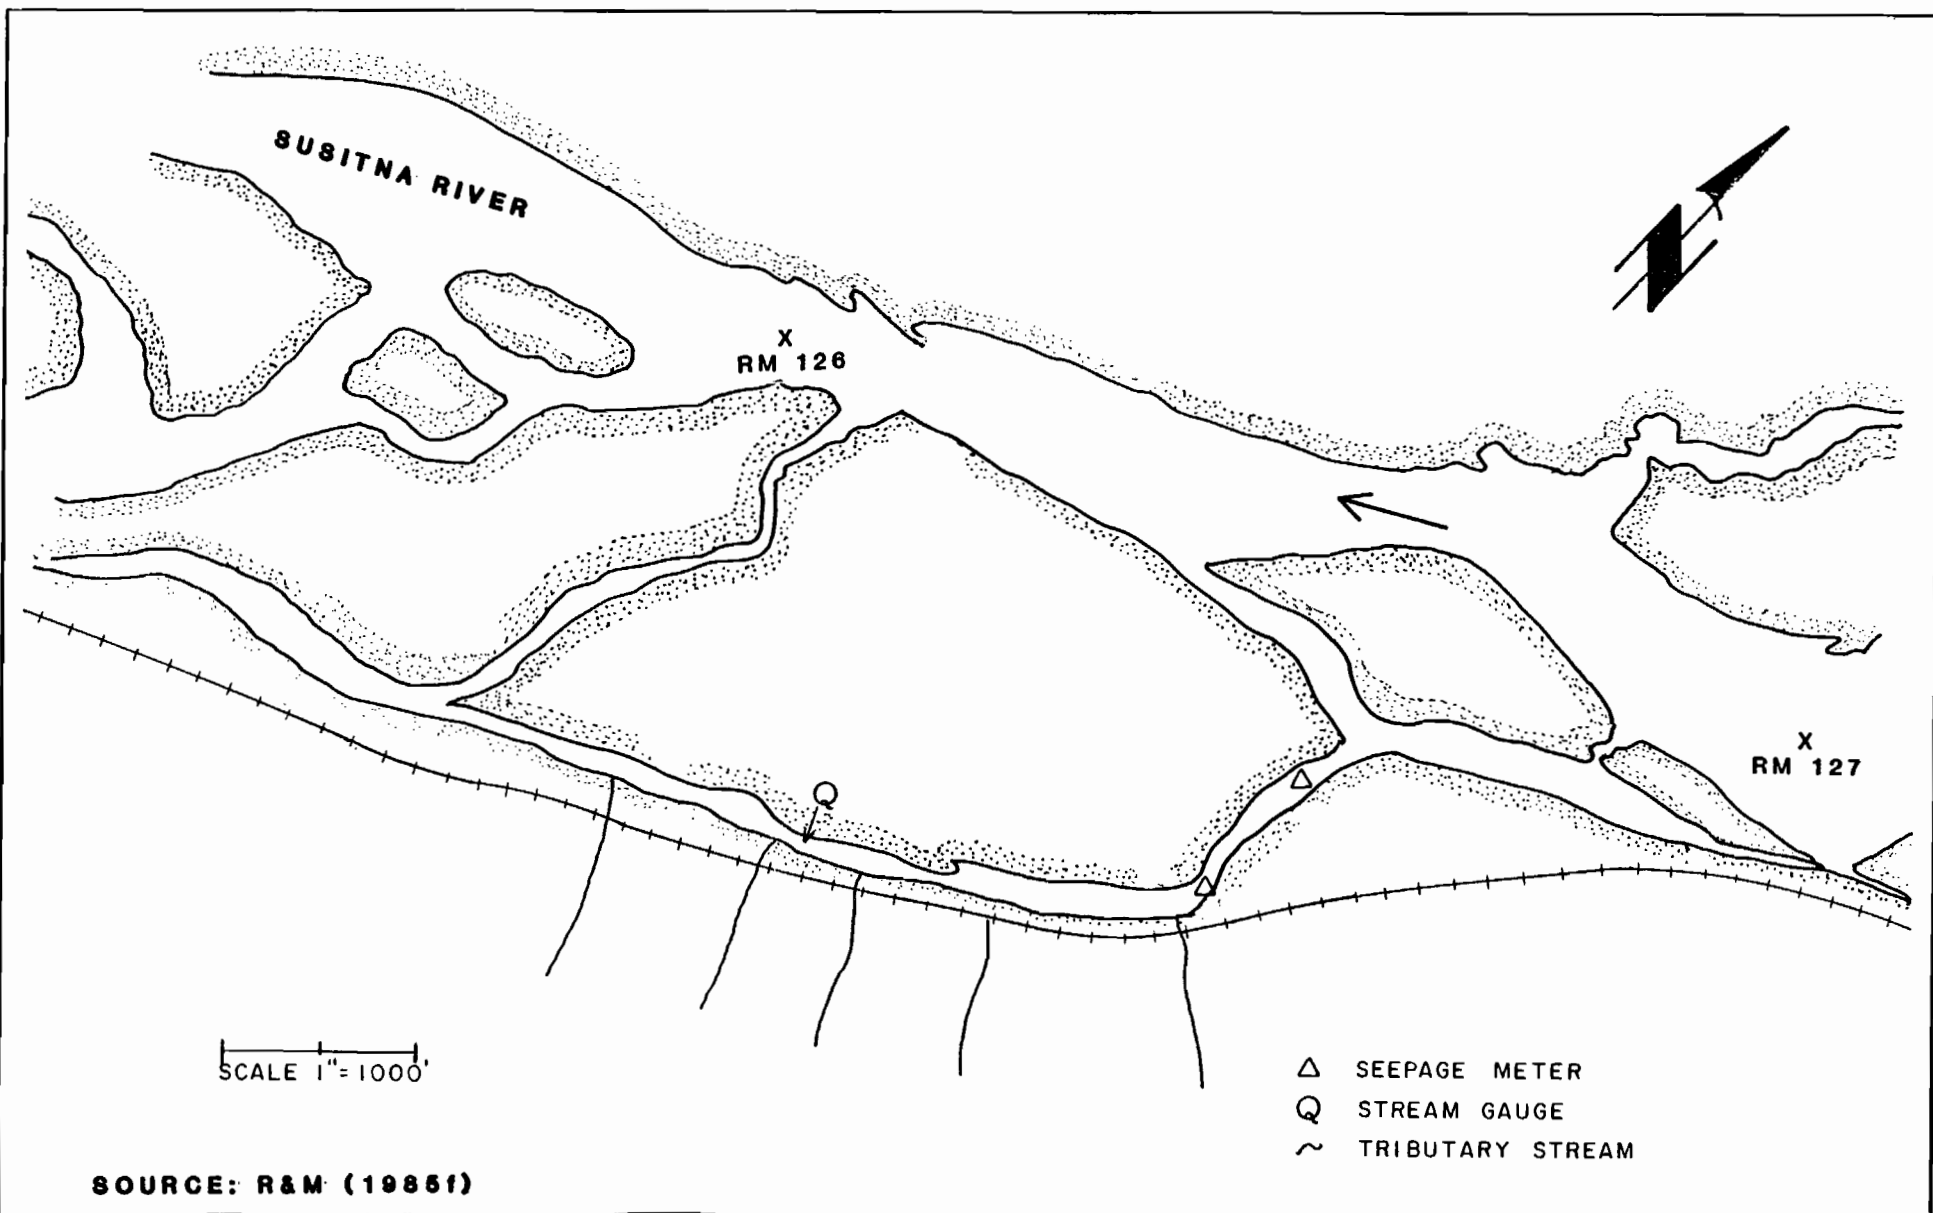 SUSITNA RIVER
N
X
RM 126
X
RM 127
Q
SCALE 1"=1000'
SEEPAGE METER
Q STREAM GAUGE
TRIBUTARY STREAM
SOURCE: R&M (1985f)